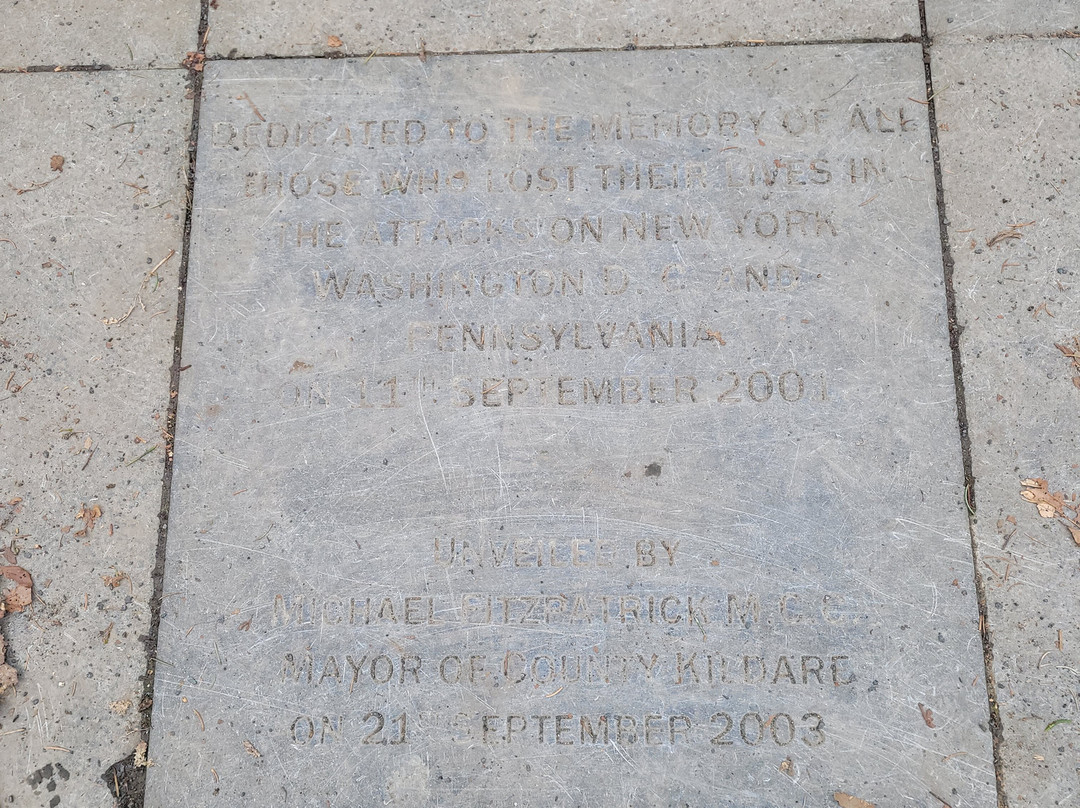 DEDICATED TO THE MEMORY OF ALL
THOSE WHO LOST THEIR LIVES IN
THE ATTACKS ON NEW YORK
WASHINGTON D. C. AND
PENNSYLVANIA
ON 11TH SEPTEMBER 2001
UNVEILED BY
MICHAEL FITZPATRICK M.C.C.
MAYOR OF COUNTY KILDARE
ON 21ST SEPTEMBER 2003